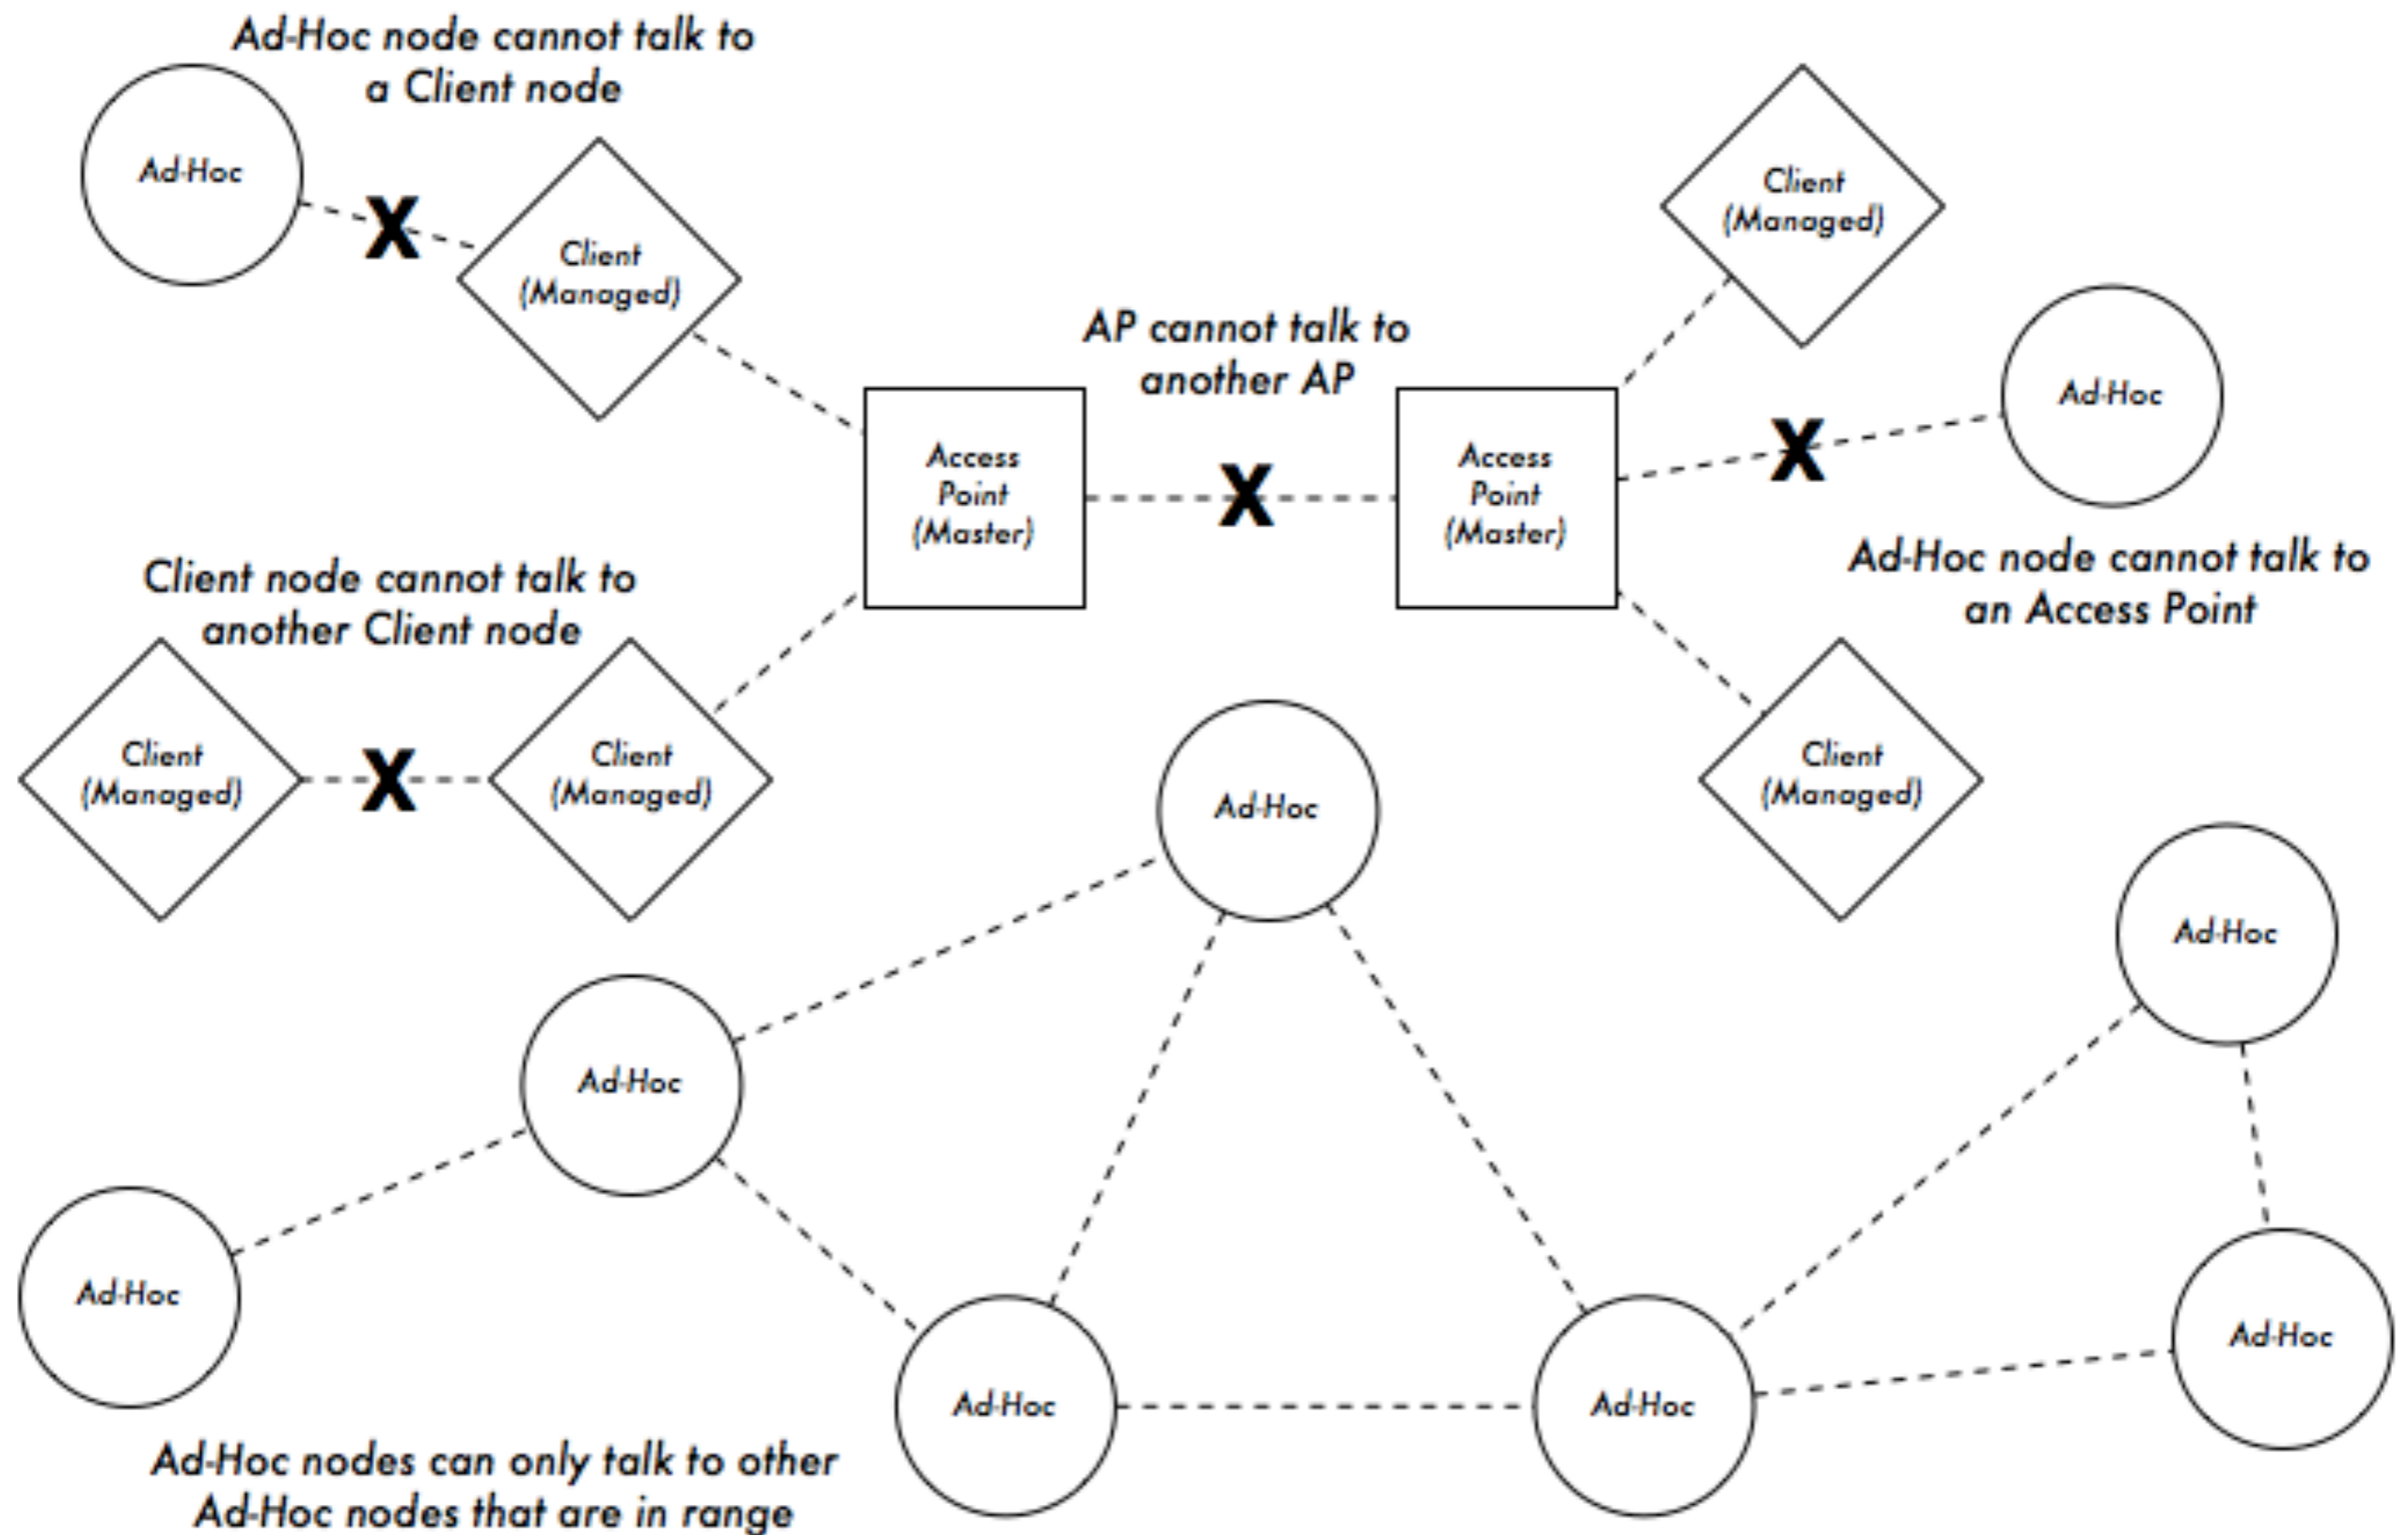 Ad-Hoc node cannot talk to
a Client node
Ad-Hoc
Client
(Managed)
Client
(Managed)
AP cannot talk to
another AP
Ad-Hoc
Access
Point
(Master)
Access
Point
(Master)
Ad-Hoc node cannot talk to
an Access Point
Client node cannot talk to
another Client node
Client
(Managed)
Client
(Managed)
Client
(Managed)
Ad-Hoc
Ad-Hoc
Ad-Hoc
Ad-Hoc
Ad-Hoc
Ad-Hoc
Ad-Hoc
Ad-Hoc nodes can only talk to other
Ad-Hoc nodes that are in range
X
X
X
X